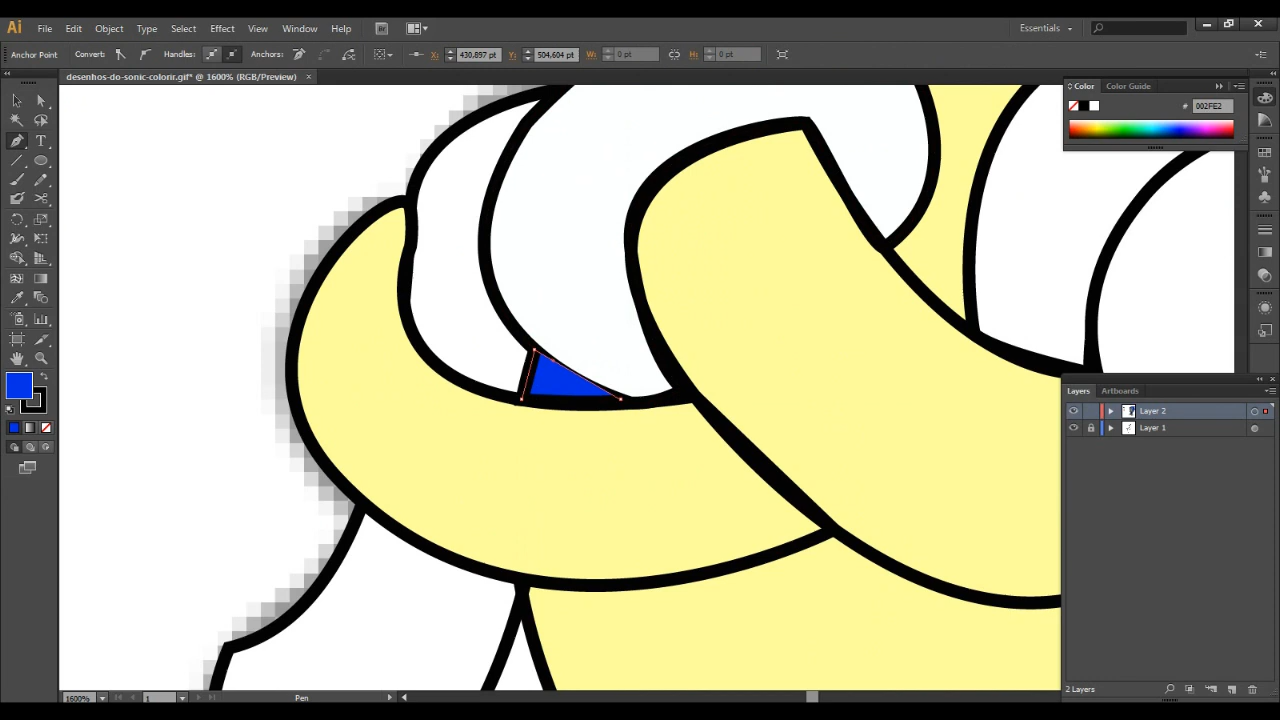 Ai File Edit Object Type Select Effect View Window Help Br Essentials
Anchor Point Convert: Handles: Anchors: X: 430.897 pt Y: 504.604 pt W: 0 pt H: 0 pt
desenhos-do-sonic-colorir.gif* @ 1600% (RGB/Preview) ×
Color Color Guide
# 002FE2
Layers Artboards
Layer 2
Layer 1
2 Layers
1600% 1 Pen